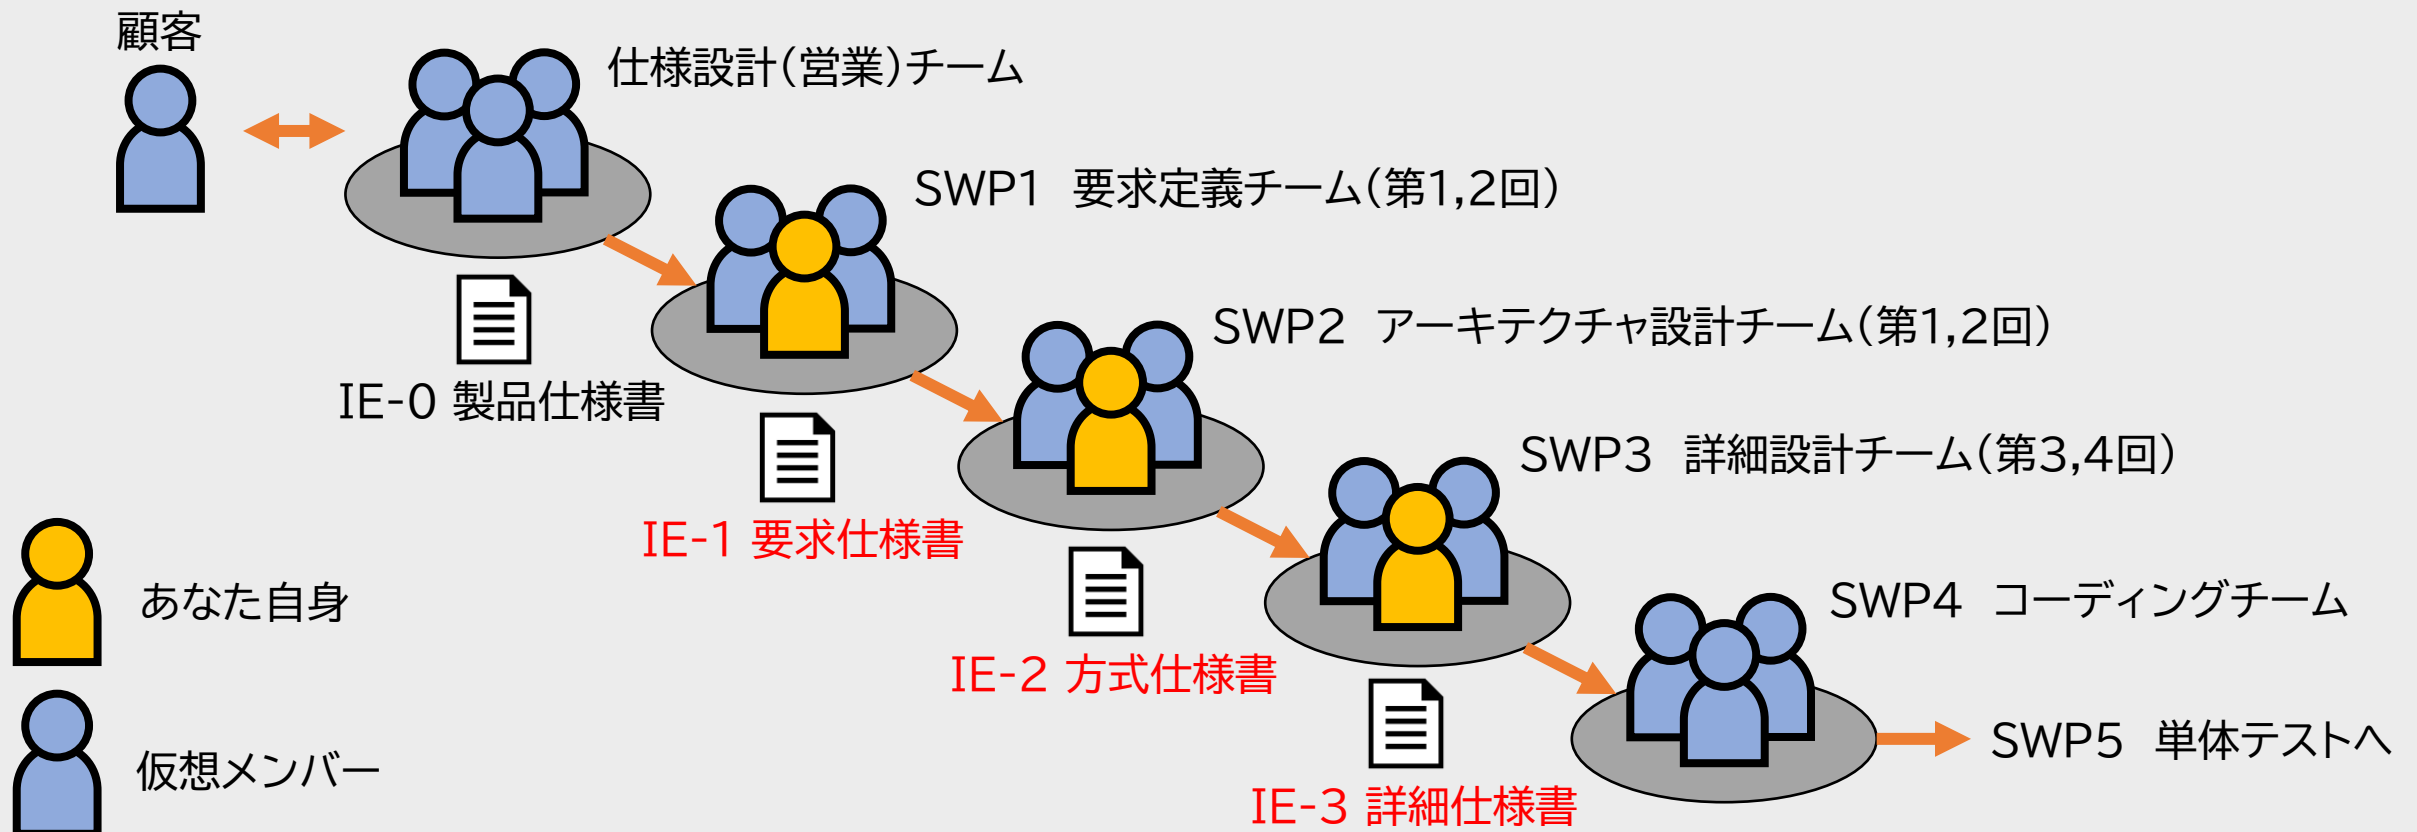 顧客
仕様設計(営業)チーム
SWP1　要求定義チーム(第1,2回)
SWP2　アーキテクチャ設計チーム(第1,2回)
IE-0 製品仕様書
SWP3　詳細設計チーム(第3,4回)
IE-1 要求仕様書
あなた自身
SWP4　コーディングチーム
IE-2 方式仕様書
SWP5　単体テストへ
仮想メンバー
IE-3 詳細仕様書